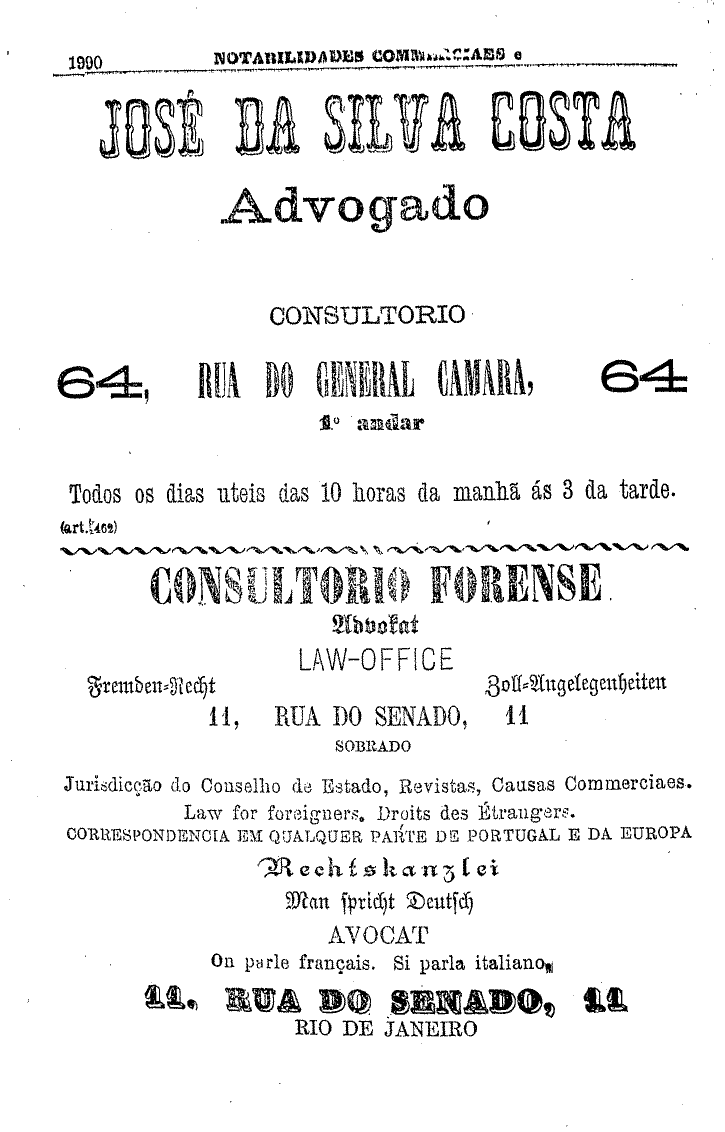 1990 NOTABILIDADES COMMERCIAES e
JOSÉ DA SILVA COSTA
Advogado
CONSULTORIO
64, RUA DO GENERAL CAMARA, 64
1º andar
Todos os dias uteis das 10 horas da manhã ás 3 da tarde.
(art. 462)
CONSULTORIO FORENSE
Advokat
LAW-OFFICE
Fremden-Recht Zoll-Angelegenheiten
11, RUA DO SENADO, 11
SOBRADO
Jurisdicção do Conselho de Estado, Revistas, Causas Commerciaes.
Law for foreigners. Droits des Étrangers.
CORRESPONDENCIA EM QUALQUER PARTE DE PORTUGAL E DA EUROPA
Rechtskanzlei
Man spricht Deutsch
AVOCAT
On parle français. Si parla italiano.
11, RUA DO SENADO, 11
RIO DE JANEIRO